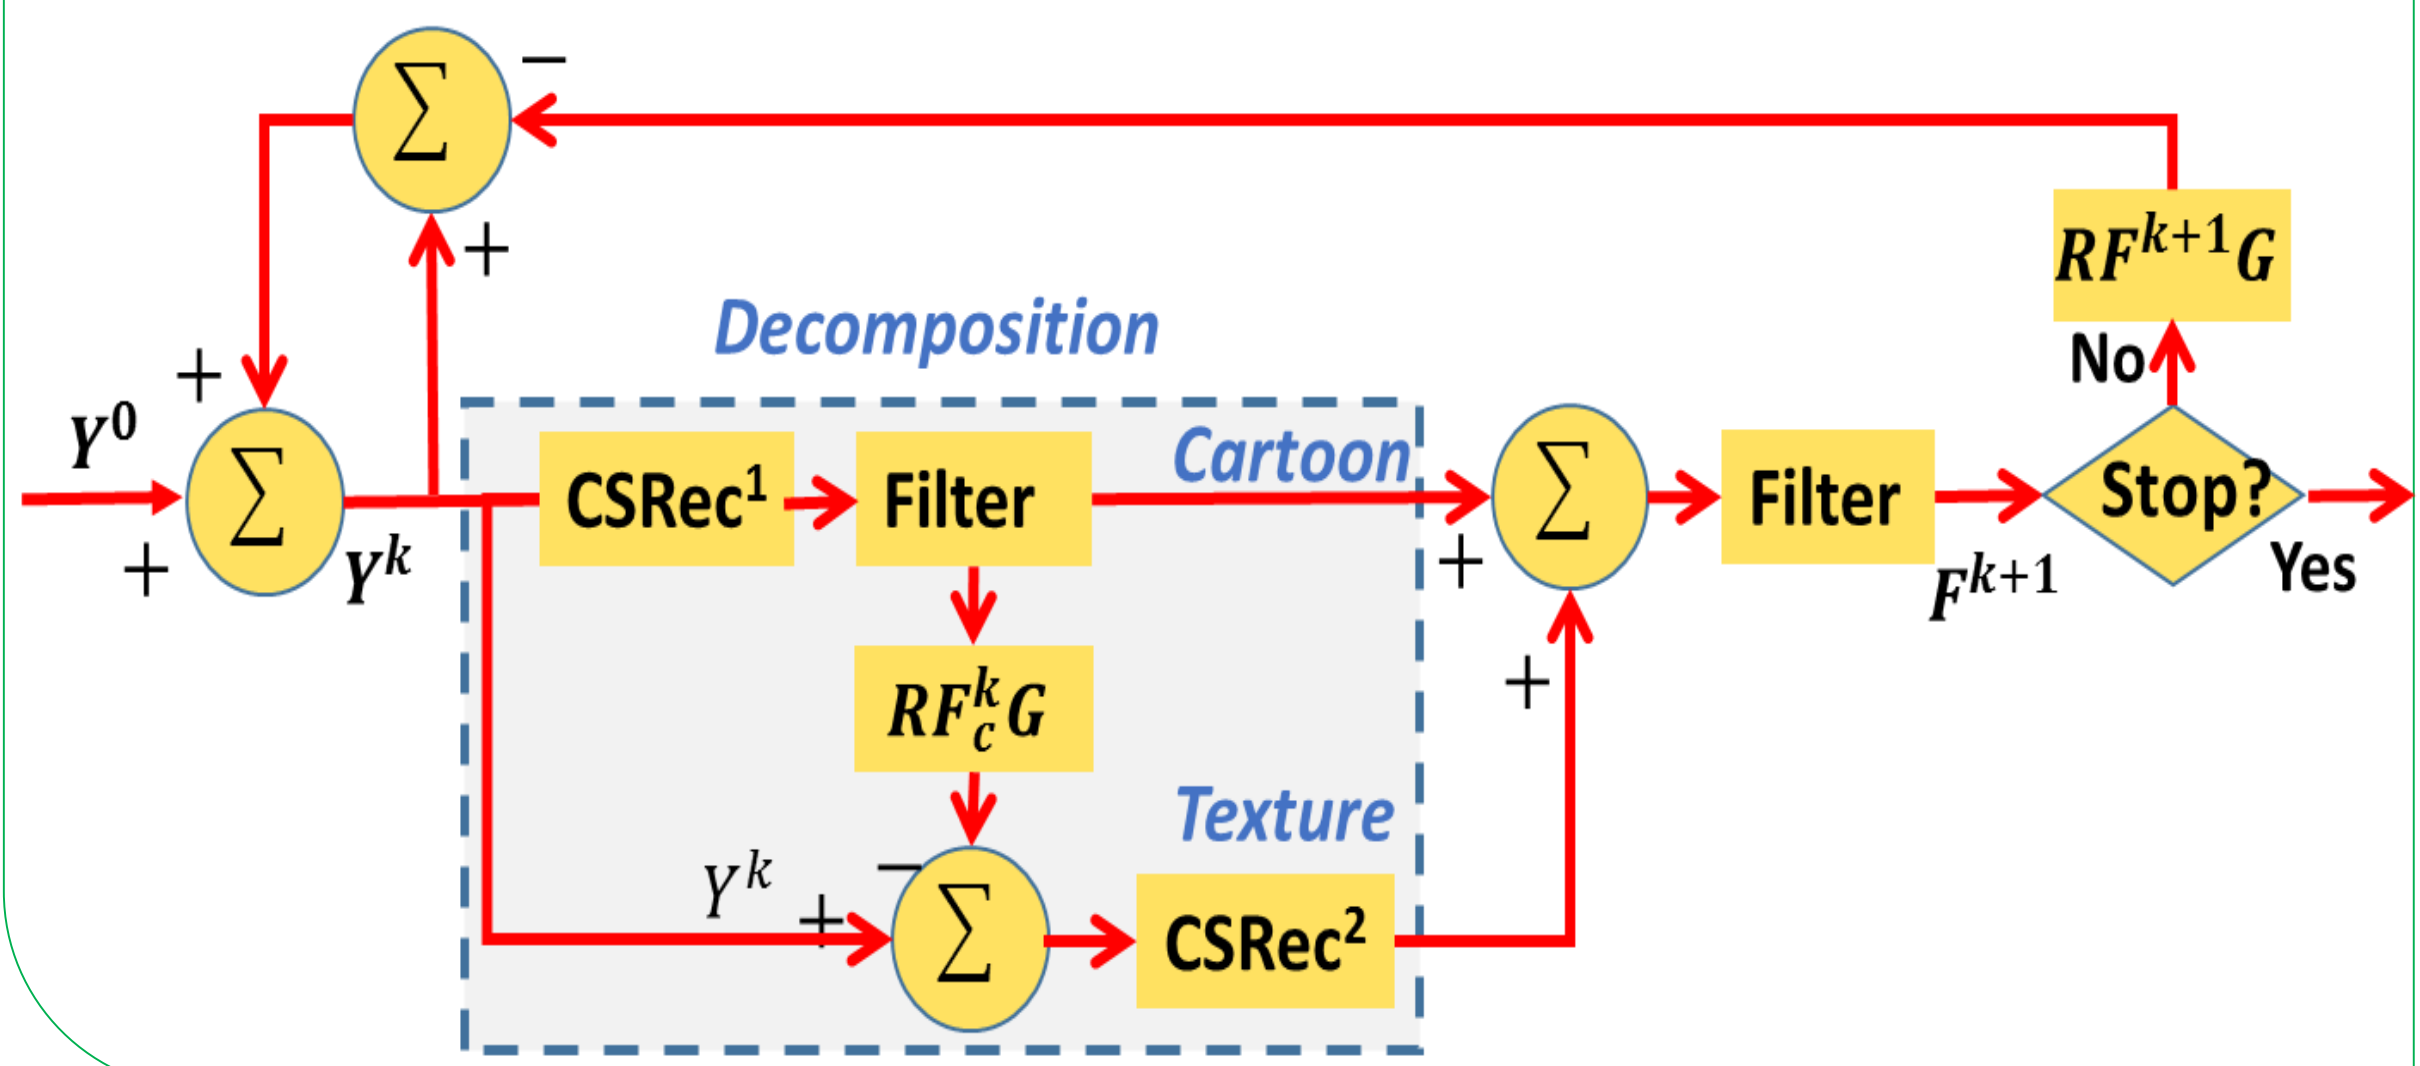 ∑
−
+
RF^{k+1}G
No
Decomposition
+
Y^0
∑
+
Y^k
CSRec^1
Filter
Cartoon
+
∑
+
Filter
F^{k+1}
Stop?
Yes
RF_c^k G
Texture
Y^k
+
−
∑
CSRec^2